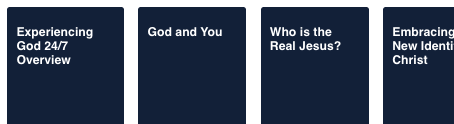 Experiencing
God 24/7
Overview
God and You
Who is the
Real Jesus?
Embracing
New Identi
Christ